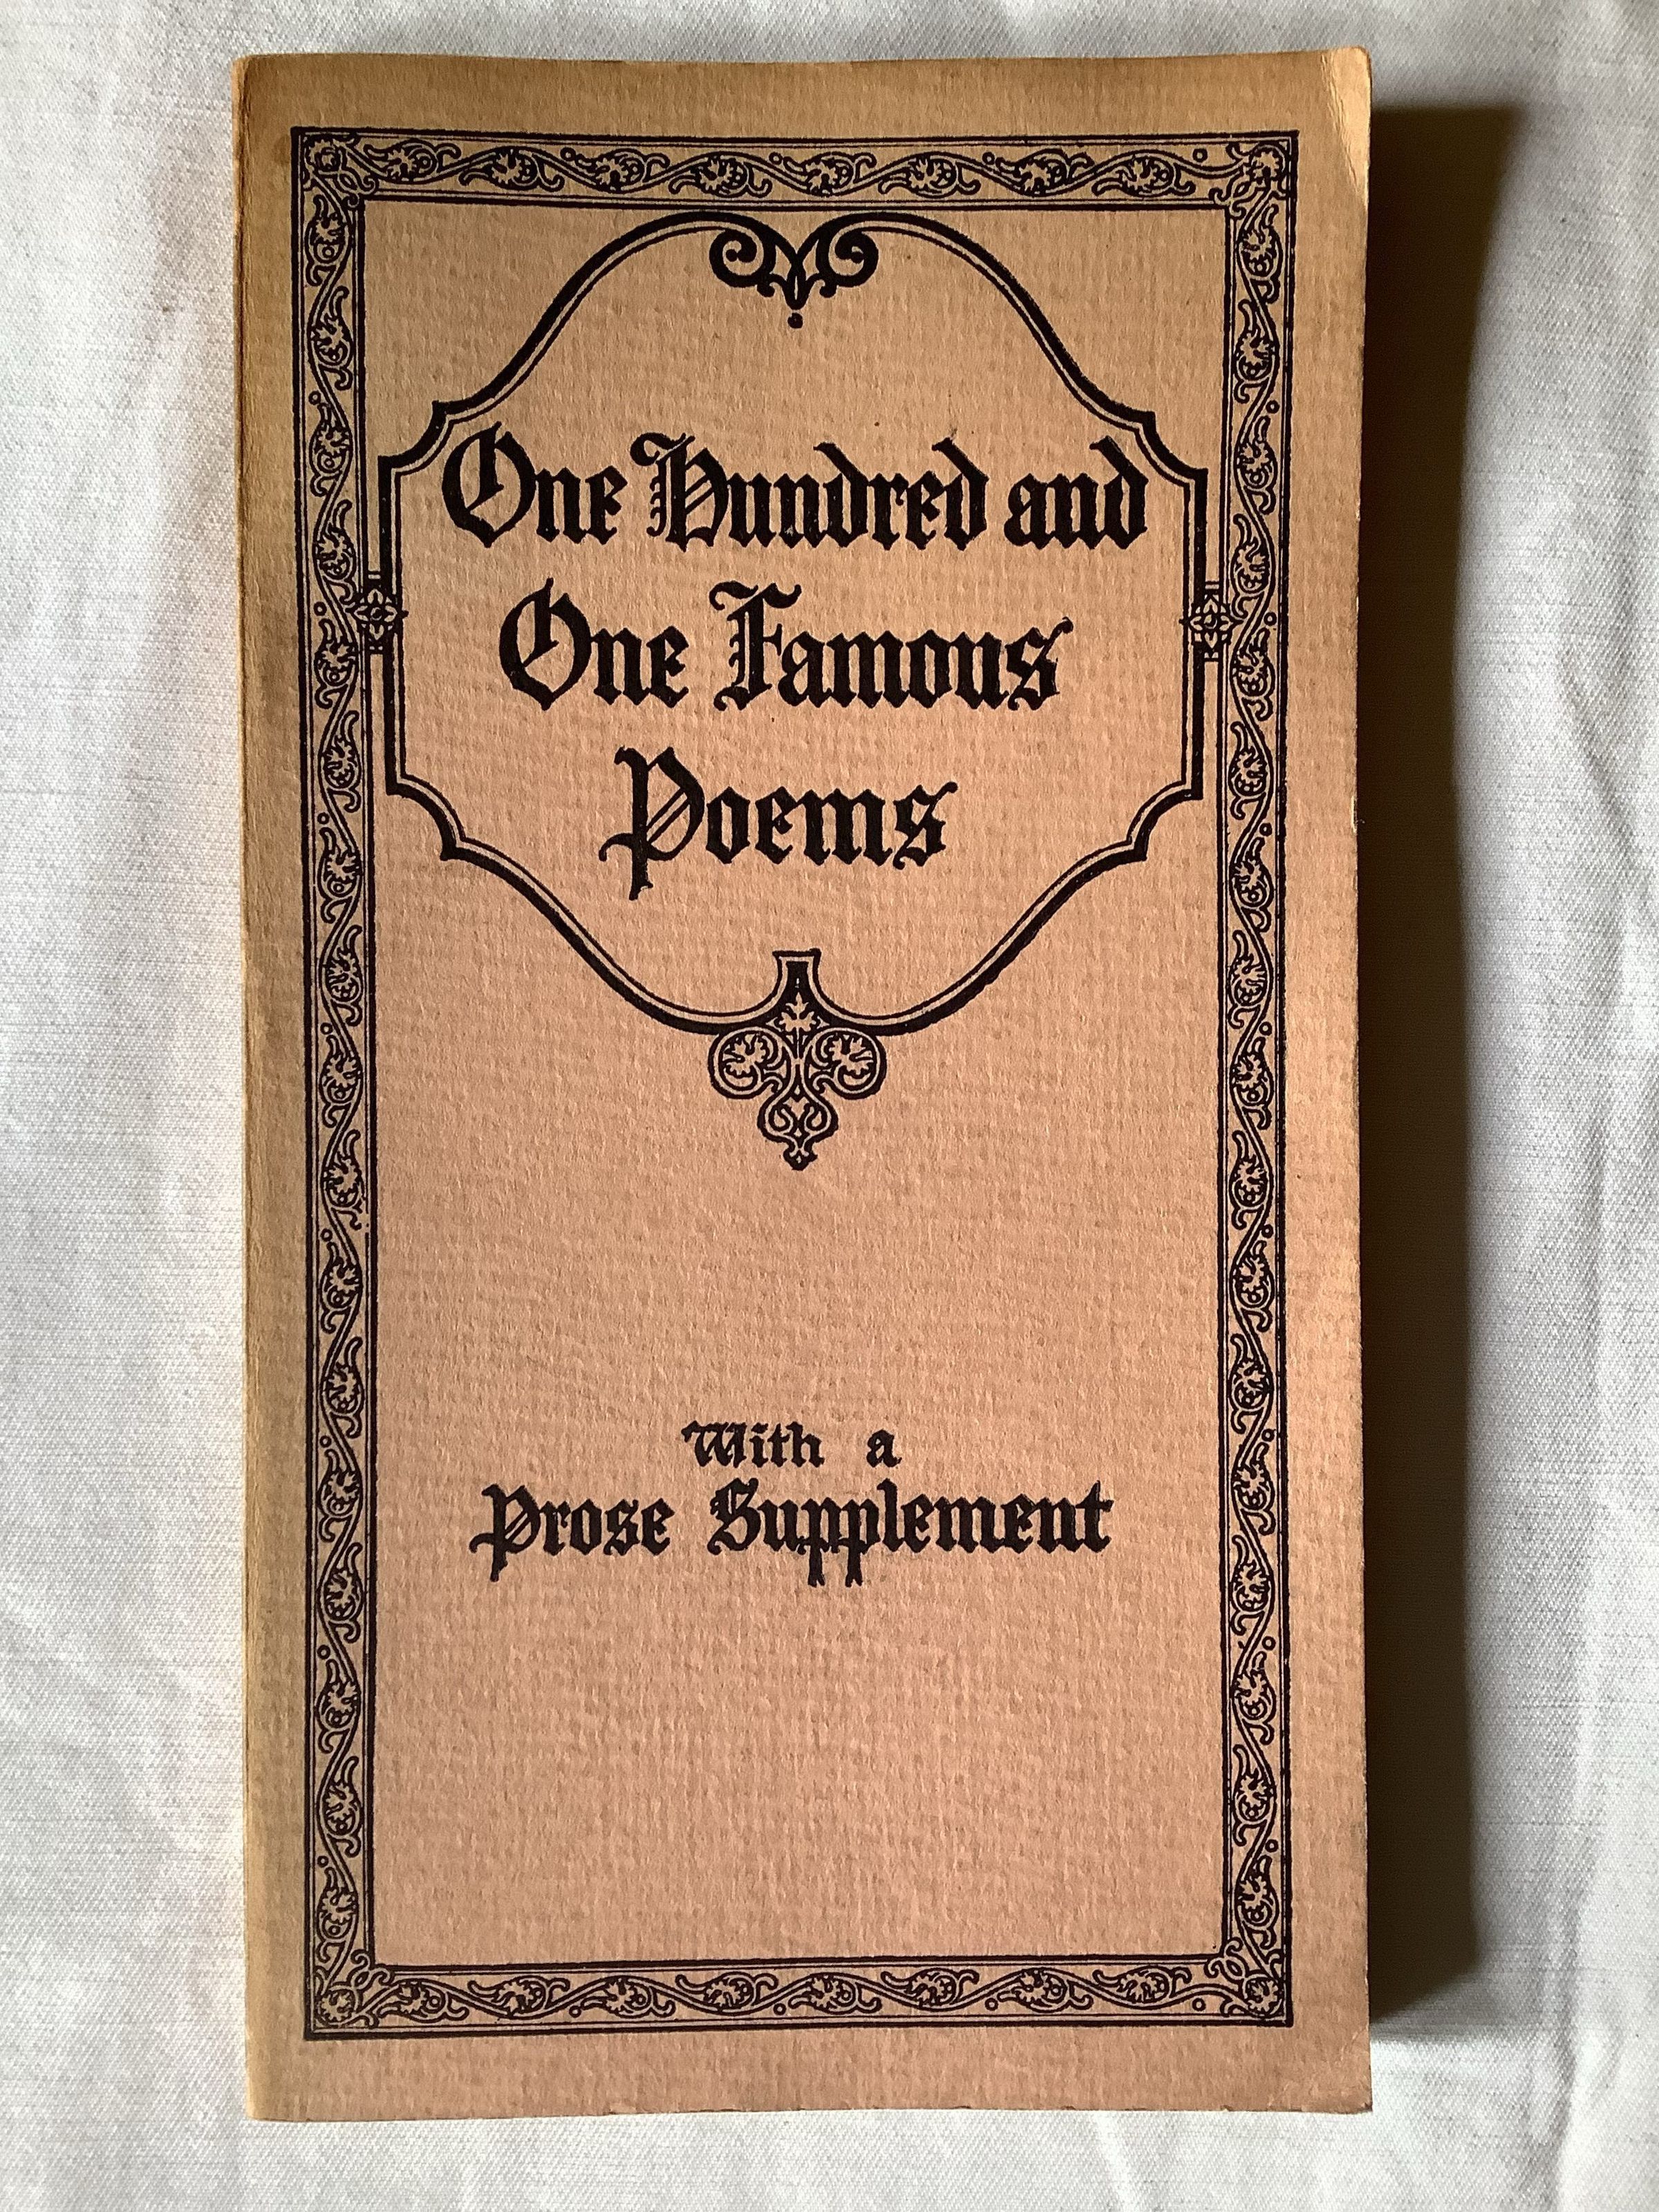 One Hundred and
One Famous
Poems
With a
Prose Supplement